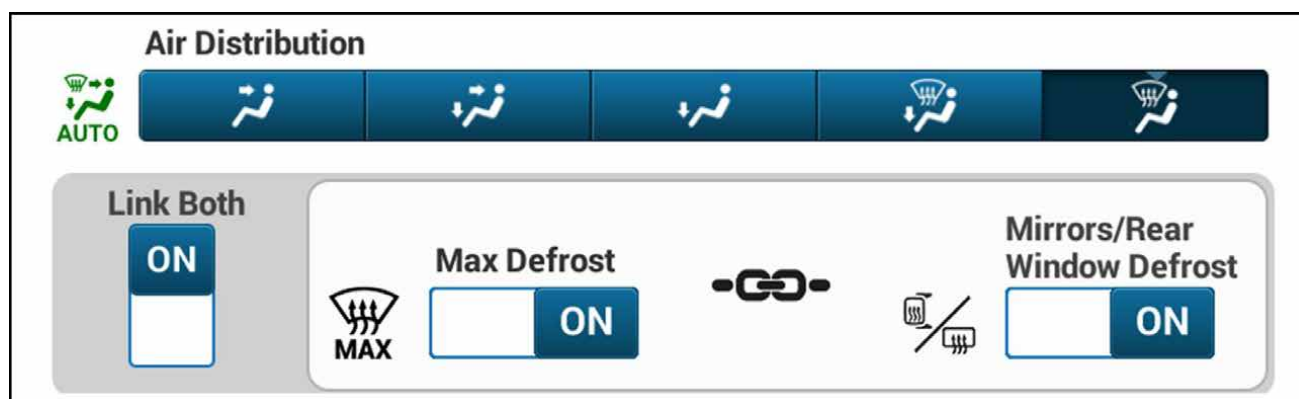 Air Distribution
AUTO
Link Both
ON
Max Defrost
MAX
ON
Mirrors/Rear
Window Defrost
ON